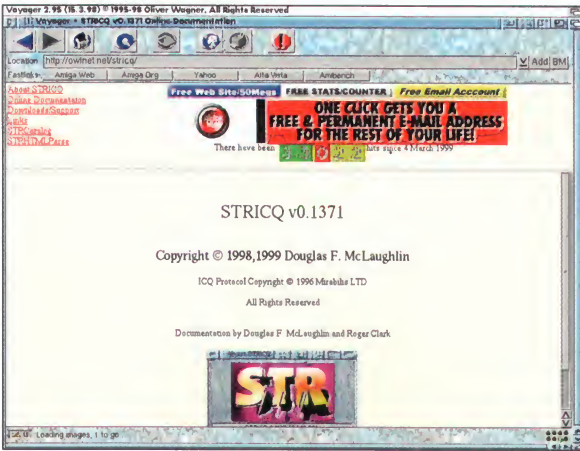 Voyager 2.95 (15.3.98) © 1995-98 Oliver Wagner, All Rights Reserved
[1] Voyager • STRICQ v0.1371 Online Documentation
Location http://owlnet.net/stricq/ Add BM
Fastlinks Amiga Web Amiga Org Yahoo Alta Vista Aminench
About STRICQ
Online Documentation
Downloads/Support
Links
STRCatalog
STRHTMLParse
Free Web Site/50Megs FREE STATS/COUNTER Free Email Acccount
ONE CLICK GETS YOU A
FREE & PERMANENT E-MAIL ADDRESS
FOR THE REST OF YOUR LIFE!
There have been hits since 4 March 1999
STRICQ v0.1371
Copyright © 1998,1999 Douglas F. McLaughlin
ICQ Protocol Copyright © 1996 Mirabilis LTD
All Rights Reserved
Documentation by Douglas F McLaughlin and Roger Clark
STR
Loading images, 1 to go